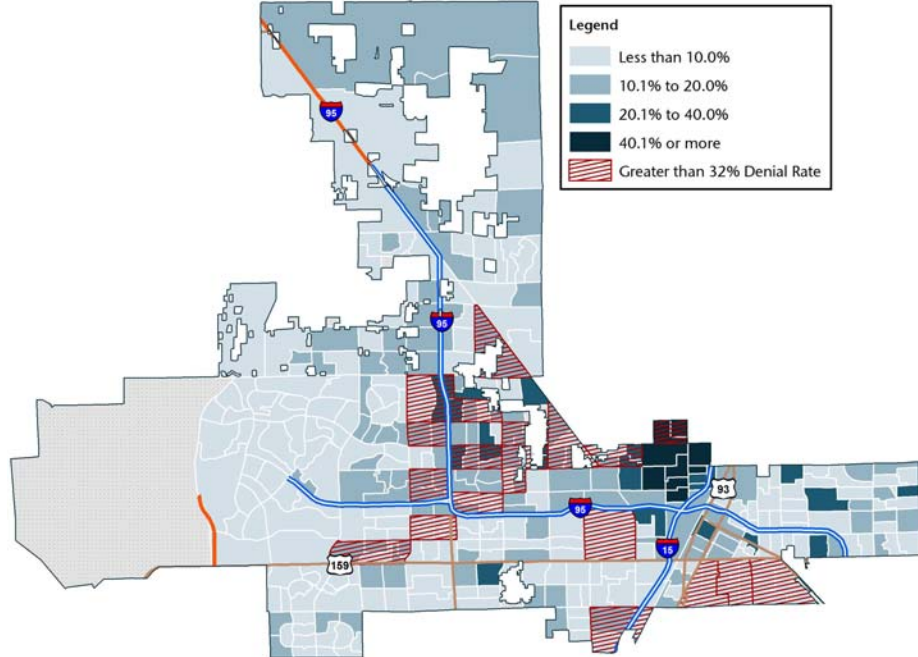 Legend
Less than 10.0%
10.1% to 20.0%
20.1% to 40.0%
40.1% or more
Greater than 32% Denial Rate
95
95
93
95
15
159